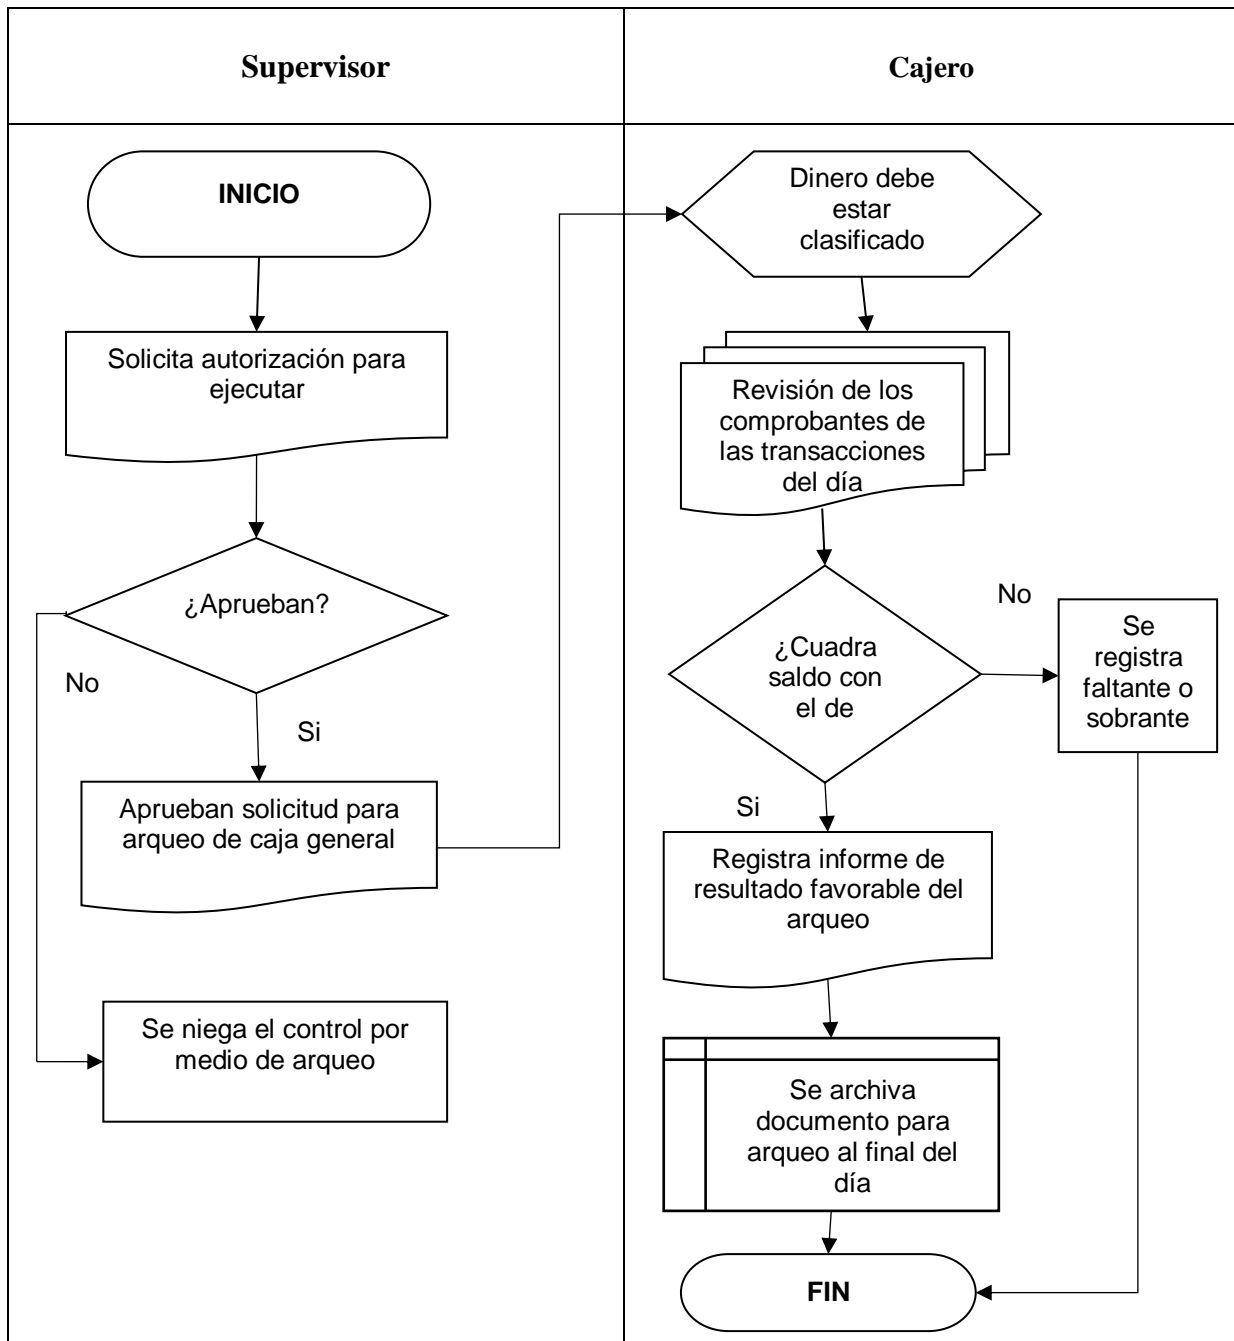 Supervisor
Cajero
INICIO
Solicita autorización para
ejecutar
¿Aprueban?
No
Si
Aprueban solicitud para
arqueo de caja general
Se niega el control por
medio de arqueo
Dinero debe
estar
clasificado
Revisión de los
comprobantes de
las transacciones
del día
¿Cuadra
saldo con
el de
No
Se
registra
faltante o
sobrante
Si
Registra informe de
resultado favorable del
arqueo
Se archiva
documento para
arqueo al final del
día
FIN